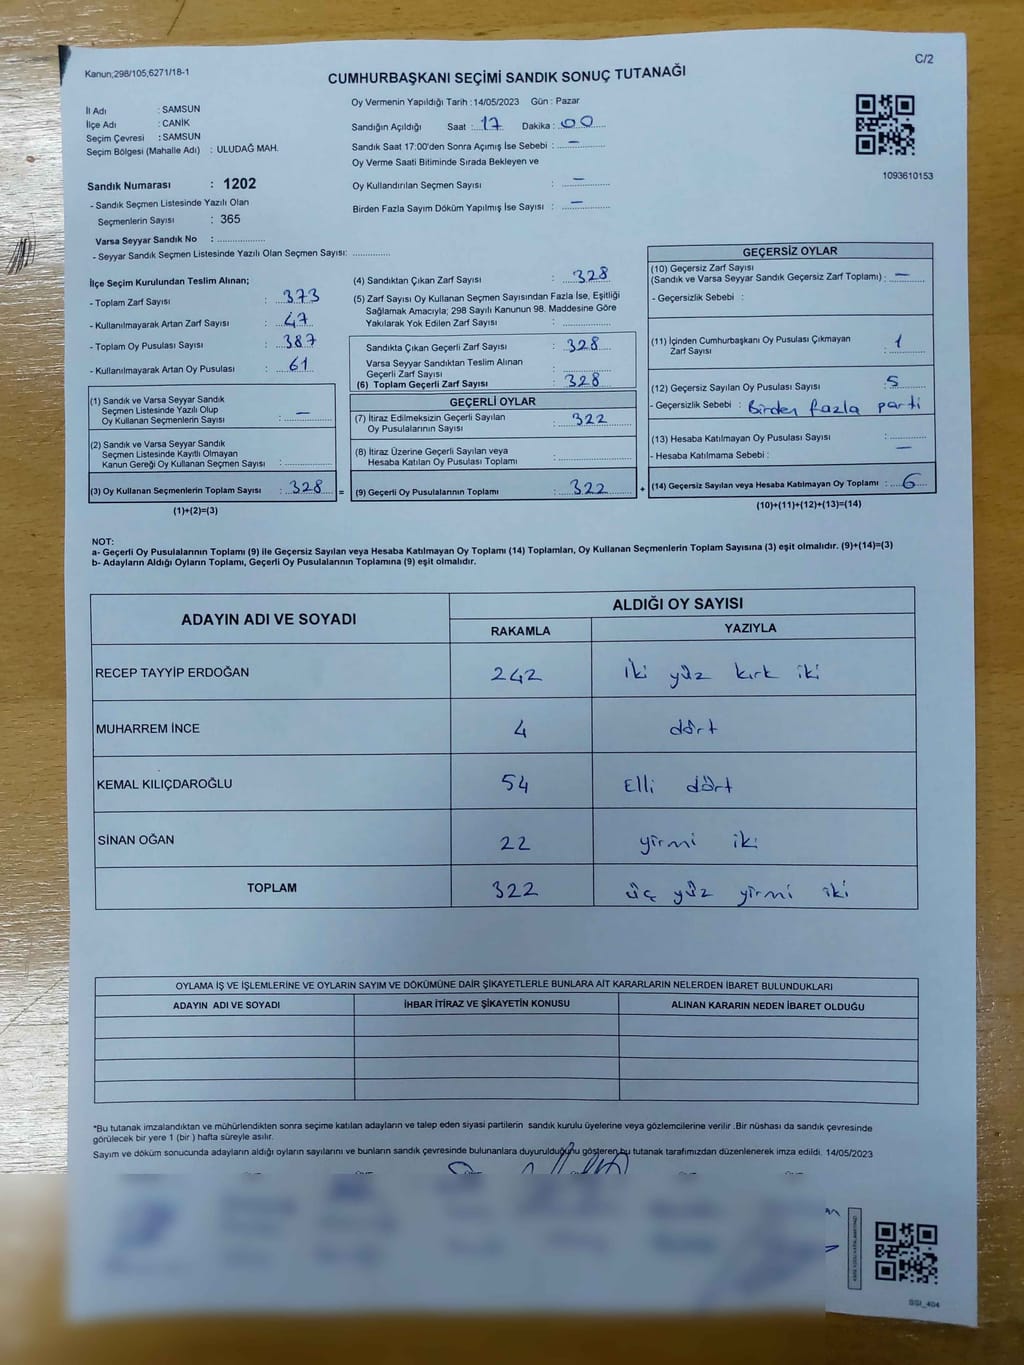 Kanun;298/105;6271/18-1
C/2
CUMHURBAŞKANI SEÇİMİ SANDIK SONUÇ TUTANAĞI
İl Adı : SAMSUN
İlçe Adı : CANİK
Seçim Çevresi : SAMSUN
Seçim Bölgesi (Mahalle Adı) : ULUDAĞ MAH.
Oy Vermenin Yapıldığı Tarih :14/05/2023 Gün : Pazar
Sandığın Açıldığı Saat : 17 Dakika : 00
Sandık Saat 17:00'den Sonra Açmış İse Sebebi : —
Oy Verme Saati Bitiminde Sırada Bekleyen ve
Oy Kullandırılan Seçmen Sayısı : —
Birden Fazla Sayım Döküm Yapılmış İse Sayısı : —
1093610153
Sandık Numarası : 1202
- Sandık Seçmen Listesinde Yazılı Olan
Seçmenlerin Sayısı : 365
Varsa Seyyar Sandık No :
- Seyyar Sandık Seçmen Listesinde Yazılı Olan Seçmen Sayısı:
İlçe Seçim Kurulundan Teslim Alınan;
- Toplam Zarf Sayısı : 373
- Kullanılmayarak Artan Zarf Sayısı : 47
- Toplam Oy Pusulası Sayısı : 387
- Kullanılmayarak Artan Oy Pusulası : 61
(1) Sandık ve Varsa Seyyar Sandık
Seçmen Listesinde Yazılı Olup
Oy Kullanan Seçmenlerin Sayısı : —
(2) Sandık ve Varsa Seyyar Sandık
Seçmen Listesinde Kayıtlı Olmayan
Kanun Gereği Oy Kullanan Seçmen Sayısı :
(3) Oy Kullanan Seçmenlerin Toplam Sayısı : 328 =
(1)+(2)=(3)
(4) Sandıktan Çıkan Zarf Sayısı : 328
(5) Zarf Sayısı Oy Kullanan Seçmen Sayısından Fazla İse, Eşitliği
Sağlamak Amacıyla; 298 Sayılı Kanunun 98. Maddesine Göre
Yakılarak Yok Edilen Zarf Sayısı :
Sandıkta Çıkan Geçerli Zarf Sayısı : 328
Varsa Seyyar Sandıktan Teslim Alınan
Geçerli Zarf Sayısı :
(6) Toplam Geçerli Zarf Sayısı : 328
GEÇERLİ OYLAR
(7) İtiraz Edilmeksizin Geçerli Sayılan
Oy Pusulalarının Sayısı : 322
(8) İtiraz Üzerine Geçerli Sayılan veya
Hesaba Katılan Oy Pusulası Toplamı :
(9) Geçerli Oy Pusulalarının Toplamı : 322 +
GEÇERSİZ OYLAR
(10) Geçersiz Zarf Sayısı
(Sandık ve Varsa Seyyar Sandık Geçersiz Zarf Toplamı) : —
- Geçersizlik Sebebi :
(11) İçinden Cumhurbaşkanı Oy Pusulası Çıkmayan
Zarf Sayısı : 1
(12) Geçersiz Sayılan Oy Pusulası Sayısı : 5
- Geçersizlik Sebebi : Birden fazla parti
(13) Hesaba Katılmayan Oy Pusulası Sayısı :
- Hesaba Katılmama Sebebi : —
(14) Geçersiz Sayılan veya Hesaba Katılmayan Oy Toplamı : 6
(10)+(11)+(12)+(13)=(14)
NOT:
a- Geçerli Oy Pusulalarının Toplamı (9) ile Geçersiz Sayılan veya Hesaba Katılmayan Oy Toplamı (14) Toplamları, Oy Kullanan Seçmenlerin Toplam Sayısına (3) eşit olmalıdır. (9)+(14)=(3)
b- Adayların Aldığı Oyların Toplamı, Geçerli Oy Pusulalarının Toplamına (9) eşit olmalıdır.
ADAYIN ADI VE SOYADI ALDIĞI OY SAYISI
RAKAMLA YAZIYLA
RECEP TAYYİP ERDOĞAN 242 iki yüz kırk iki
MUHARREM İNCE 4 dört
KEMAL KILIÇDAROĞLU 54 Elli dört
SİNAN OĞAN 22 yirmi iki
TOPLAM 322 üç yüz yirmi iki
OYLAMA İŞ VE İŞLEMLERİNE VE OYLARIN SAYIM VE DÖKÜMÜNE DAİR ŞİKAYETLERLE BUNLARA AİT KARARLARIN NELERDEN İBARET BULUNDUKLARI
ADAYIN ADI VE SOYADI İHBAR İTİRAZ VE ŞİKAYETİN KONUSU ALINAN KARARIN NEDEN İBARET OLDUĞU
*Bu tutanak imzalandıktan ve mühürlendikten sonra seçime katılan adayların ve talep eden siyasi partilerin sandık kurulu üyelerine veya gözlemcilerine verilir .Bir nüshası da sandık çevresinde
görülecek bir yere 1 (bir ) hafta süreyle asılır.
Sayım ve döküm sonucunda adayların aldığı oyların sayılarını ve bunların sandık çevresinde bulunanlara duyurulduğunu gösteren bu tutanak tarafımızdan düzenlenerek imza edildi. 14/05/2023
SSI_404